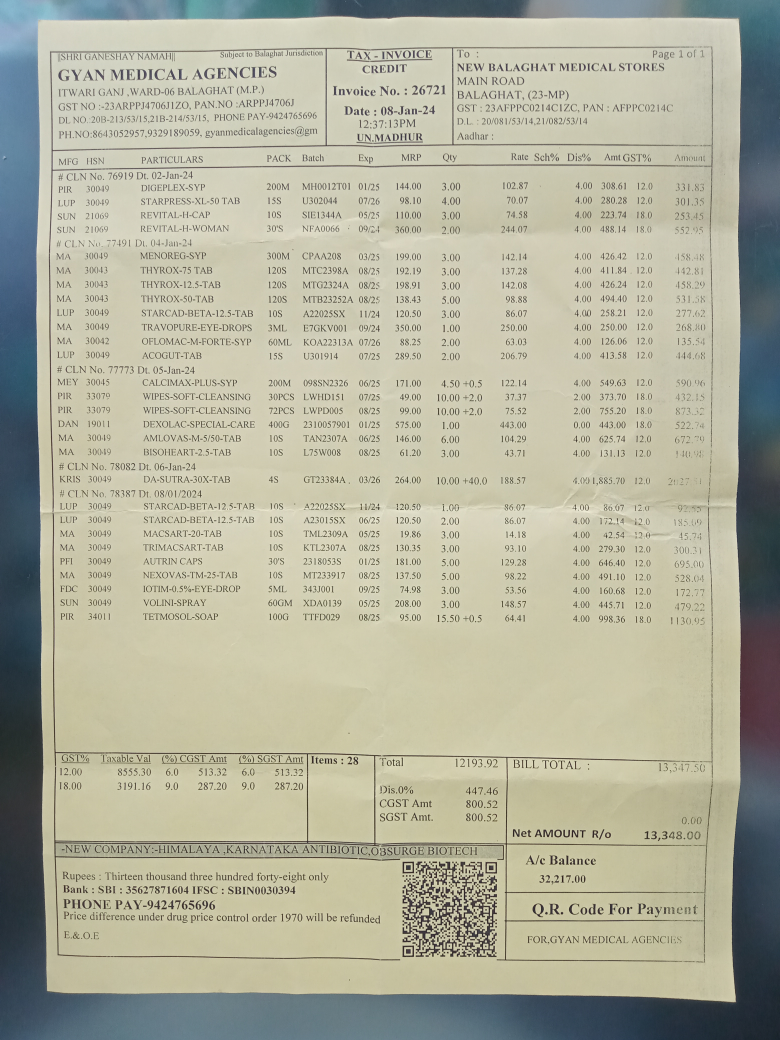 ||SHRI GANESHAY NAMAH|| Subject to Balaghat Jurisdiction
GYAN MEDICAL AGENCIES
ITWARI GANJ ,WARD-06 BALAGHAT (M.P.)
GST NO :-23ARPPJ4706J1ZO, PAN.NO :ARPPJ4706J
DL NO. 20B-213/53/15,21B-214/53/15, PHONE PAY-9424765696
PH.NO:8643052957,9329189059, gyanmedicalagencies@gm
TAX - INVOICE
CREDIT
Invoice No. : 26721
Date : 08-Jan-24
12:37:13PM
UN.MADHUR
To : Page 1 of 1
NEW BALAGHAT MEDICAL STORES
MAIN ROAD
BALAGHAT, (23-MP)
GST : 23AFPPC0214C1ZC, PAN : AFPPC0214C
D.L. : 20/081/53/14,21/082/53/14
Aadhar :
MFG HSN PARTICULARS PACK Batch Exp MRP Qty Rate Sch% Dis% Amt GST% Amount
# CLN No. 76919 Dt. 02-Jan-24
PIR 30049 DIGEPLEX-SYP 200M MH0012T01 01/25 144.00 3.00 102.87 4.00 308.61 12.0 331.83
LUP 30049 STARPRESS-XL-50 TAB 15S U302044 07/26 98.10 4.00 70.07 4.00 280.28 12.0 301.35
SUN 21069 REVITAL-H-CAP 10S SIE1344A 05/25 110.00 3.00 74.58 4.00 223.74 18.0 253.45
SUN 21069 REVITAL-H-WOMAN 30'S NFA0066 09/24 360.00 2.00 244.07 4.00 488.14 18.0 552.95
# CLN No. 77491 Dt. 04-Jan-24
MA 30049 MENOREG-SYP 300M CPAA208 03/25 199.00 3.00 142.14 4.00 426.42 12.0 458.48
MA 30043 THYROX-75 TAB 120S MTC2398A 08/25 192.19 3.00 137.28 4.00 411.84 12.0 442.81
MA 30043 THYROX-12.5-TAB 120S MTG2324A 08/25 198.91 3.00 142.08 4.00 426.24 12.0 458.29
MA 30043 THYROX-50-TAB 120S MTB23252A 08/25 138.43 5.00 98.88 4.00 494.40 12.0 531.58
LUP 30049 STARCAD-BETA-12.5-TAB 10S A22025SX 11/24 120.50 3.00 86.07 4.00 258.21 12.0 277.62
MA 30049 TRAVOPURE-EYE-DROPS 3ML E7GKV001 09/24 350.00 1.00 250.00 4.00 250.00 12.0 268.80
MA 30042 OFLOMAC-M-FORTE-SYP 60ML KOA22313A 07/26 88.25 2.00 63.03 4.00 126.06 12.0 135.54
LUP 30049 ACOGUT-TAB 15S U301914 07/25 289.50 2.00 206.79 4.00 413.58 12.0 444.68
# CLN No. 77773 Dt. 05-Jan-24
MEY 30045 CALCIMAX-PLUS-SYP 200M 098SN2326 06/25 171.00 4.50 +0.5 122.14 4.00 549.63 12.0 590.96
PIR 33079 WIPES-SOFT-CLEANSING 30PCS LWHD151 07/25 49.00 10.00 +2.0 37.37 2.00 373.70 18.0 432.15
PIR 33079 WIPES-SOFT-CLEANSING 72PCS LWPD005 08/25 99.00 10.00 +2.0 75.52 2.00 755.20 18.0 873.32
DAN 19011 DEXOLAC-SPECIAL-CARE 400G 2310057901 01/25 575.00 1.00 443.00 0.00 443.00 18.0 522.74
MA 30049 AMLOVAS-M-5/50-TAB 10S TAN2307A 06/25 146.00 6.00 104.29 4.00 625.74 12.0 672.79
MA 30049 BISOHEART-2.5-TAB 10S L75W008 08/25 61.20 3.00 43.71 4.00 131.13 12.0 140.98
# CLN No. 78082 Dt. 06-Jan-24
KRIS 30049 DA-SUTRA-30X-TAB 4S GT23384A 03/26 264.00 10.00 +40.0 188.57 4.00 1,885.70 12.0
# CLN No. 78387 Dt. 08/01/2024
LUP 30049 STARCAD-BETA-12.5-TAB 10S A22025SX 11/24 120.50 1.00 86.07 4.00 86.07 12.0 92.55
LUP 30049 STARCAD-BETA-12.5-TAB 10S A23015SX 06/25 120.50 2.00 86.07 4.00 172.14 12.0 185.09
MA 30049 MACSART-20-TAB 10S TML2309A 05/25 19.86 3.00 14.18 4.00 42.54 12.0 45.74
MA 30049 TRIMACSART-TAB 10S KTL2307A 08/25 130.35 3.00 93.10 4.00 279.30 12.0 300.31
PFI 30049 AUTRIN CAPS 30'S 2318053S 01/25 181.00 5.00 129.28 4.00 646.40 12.0 695.00
MA 30049 NEXOVAS-TM-25-TAB 10S MT233917 08/25 137.50 5.00 98.22 4.00 491.10 12.0 528.04
FDC 30049 IOTIM-0.5%-EYE-DROP 5ML 343J001 09/25 74.98 3.00 53.56 4.00 160.68 12.0 172.77
SUN 30049 VOLINI-SPRAY 60GM XDA0139 05/25 208.00 3.00 148.57 4.00 445.71 12.0 479.22
PIR 34011 TETMOSOL-SOAP 100G TTFD029 08/25 95.00 15.50 +0.5 64.41 4.00 998.36 18.0 1130.95
GST% Taxable Val (%) CGST Amt (%) SGST Amt
12.00 8555.30 6.0 513.32 6.0 513.32
18.00 3191.16 9.0 287.20 9.0 287.20
Items : 28
Total 12193.92
Dis.0% 447.46
CGST Amt 800.52
SGST Amt. 800.52
BILL TOTAL : 13,347.50
0.00
Net AMOUNT R/o 13,348.00
-NEW COMPANY:-HIMALAYA ,KARNATAKA ANTIBIOTIC,OBSURGE BIOTECH
Rupees : Thirteen thousand three hundred forty-eight only
Bank : SBI : 35627871604 IFSC : SBIN0030394
PHONE PAY-9424765696
Price difference under drug price control order 1970 will be refunded
E.&.O.E
A/c Balance
32,217.00
Q.R. Code For Payment
FOR,GYAN MEDICAL AGENCIES